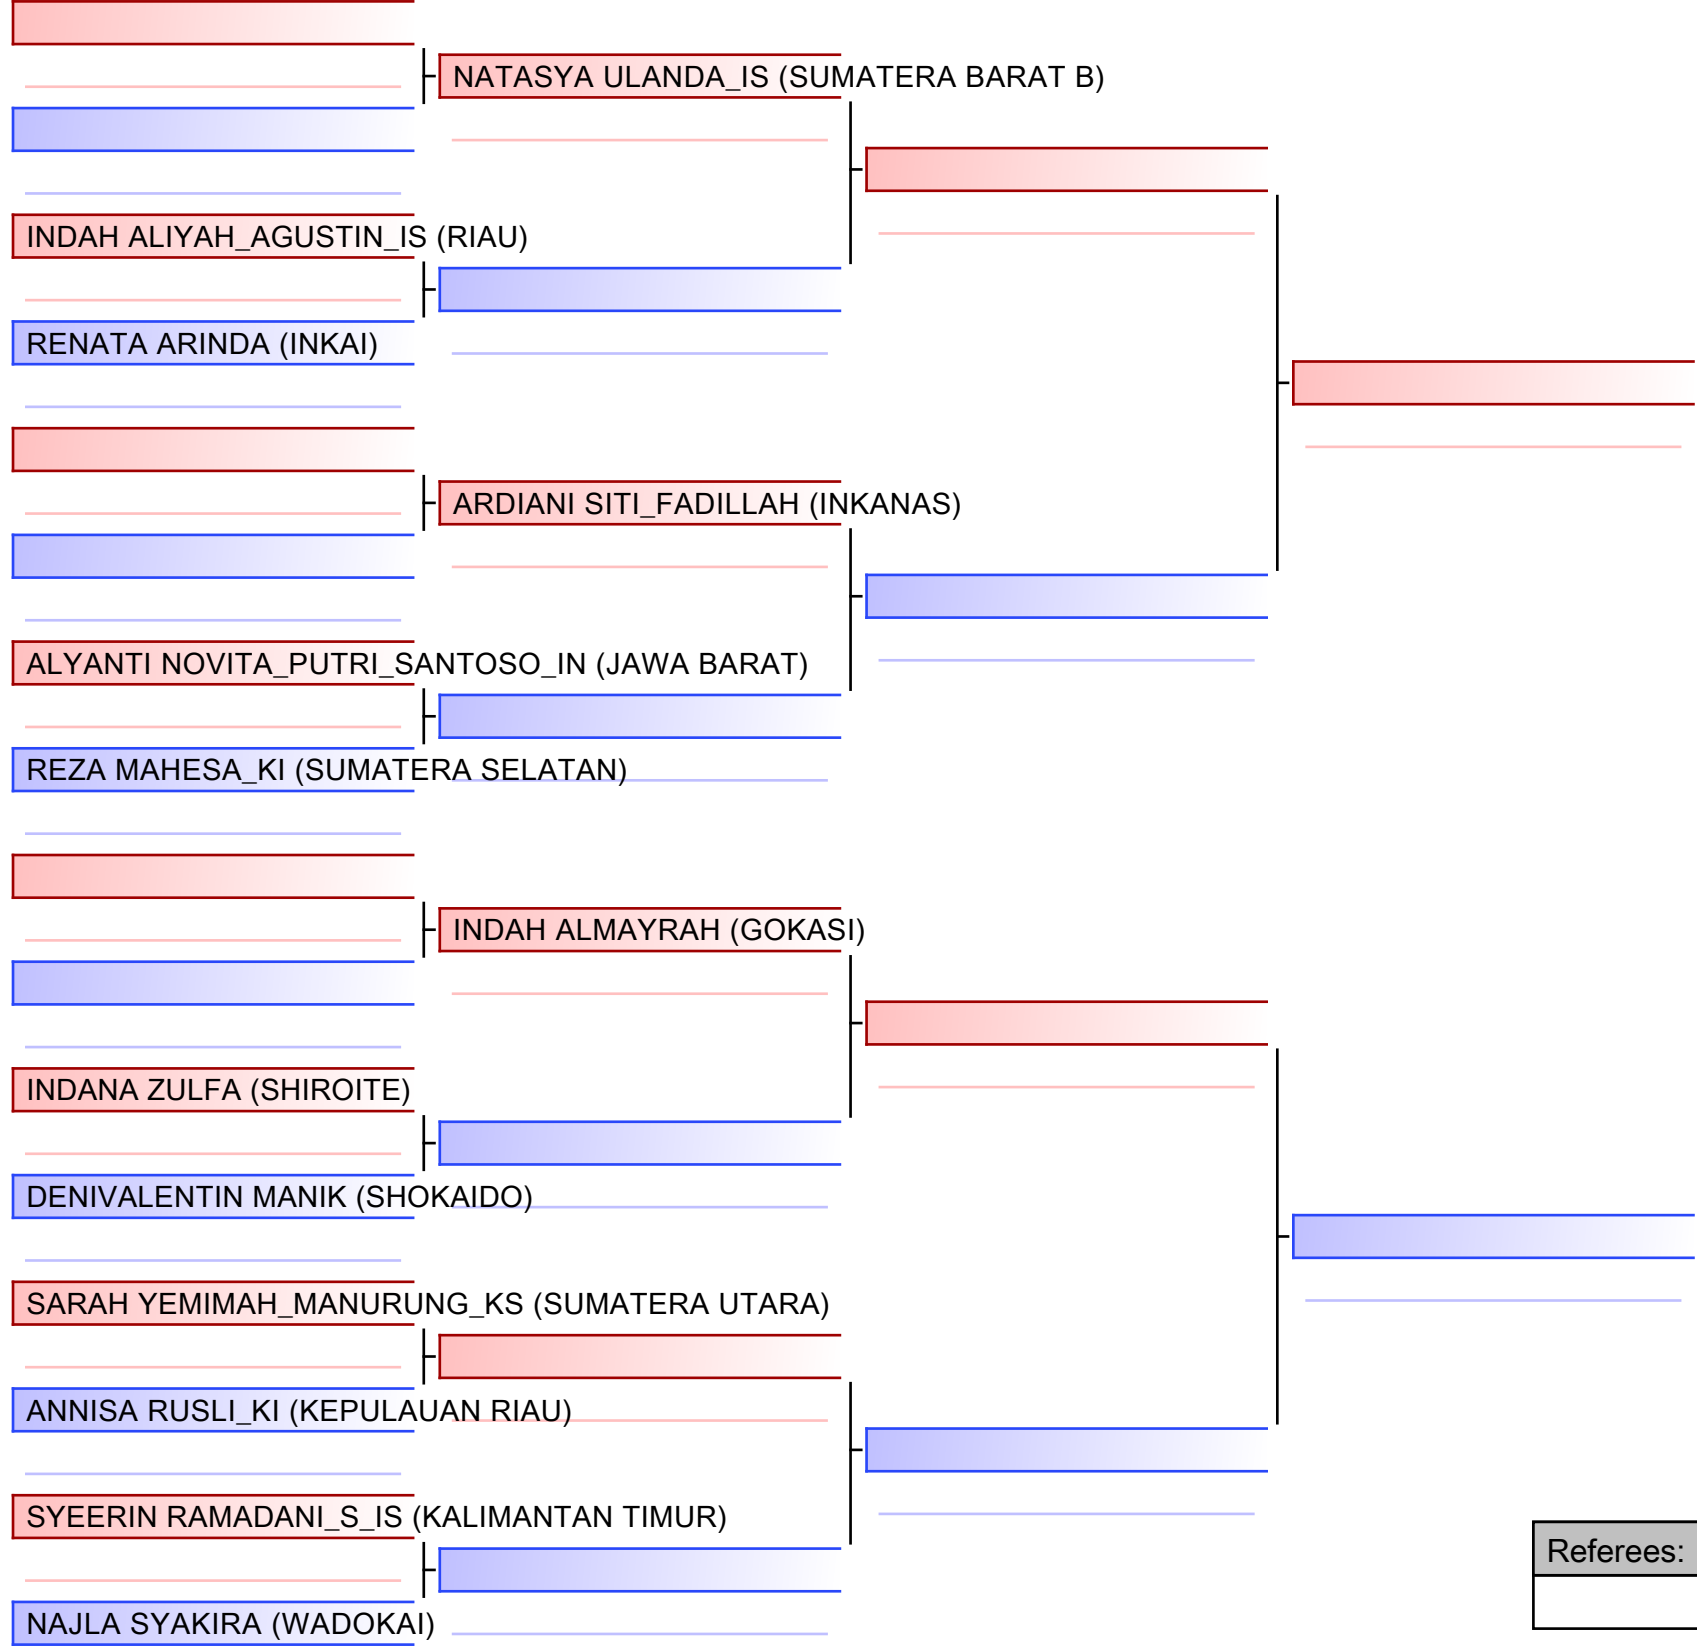 NATASYA ULANDA_IS (SUMATERA BARAT B)
INDAH ALIYAH_AGUSTIN_IS (RIAU)
RENATA ARINDA (INKAI)
ARDIANI SITI_FADILLAH (INKANAS)
ALYANTI NOVITA_PUTRI_SANTOSO_IN (JAWA BARAT)
REZA MAHESA_KI (SUMATERA SELATAN)
INDAH ALMAYRAH (GOKASI)
INDANA ZULFA (SHIROITE)
DENIVALENTIN MANIK (SHOKAIDO)
SARAH YEMIMAH_MANURUNG_KS (SUMATERA UTARA)
ANNISA RUSLI_KI (KEPULAUAN RIAU)
SYEERIN RAMADANI_S_IS (KALIMANTAN TIMUR)
Referees:
NAJLA SYAKIRA (WADOKAI)